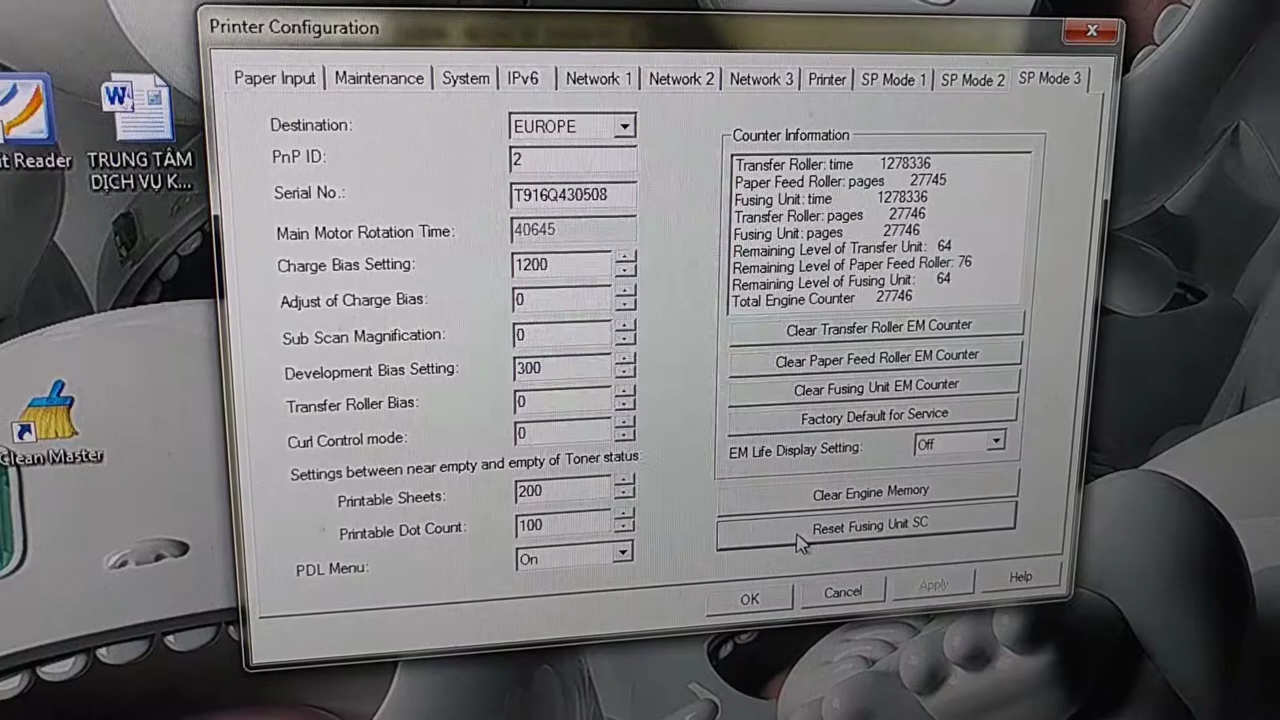 Printer Configuration
Paper Input
Maintenance
System
IPv6
Network 1
Network 2
Network 3
Printer
SP Mode 1
SP Mode 2
SP Mode 3
it Reader
TRUNG TÂM
DỊCH VỤ K...
Clean Master
Destination: EUROPE
PnP ID: 2
Serial No.: T916Q430508
Main Motor Rotation Time: 40645
Charge Bias Setting: 1200
Adjust of Charge Bias: 0
Sub Scan Magnification: 0
Development Bias Setting: 300
Transfer Roller Bias: 0
Curl Control mode: 0
Settings between near empty and empty of Toner status:
Printable Sheets: 200
Printable Dot Count: 100
PDL Menu: On
Counter Information
Transfer Roller: time 1278336
Paper Feed Roller: pages 27745
Fusing Unit: time 1278336
Transfer Roller: pages 27746
Fusing Unit: pages 27746
Remaining Level of Transfer Unit: 64
Remaining Level of Paper Feed Roller: 76
Remaining Level of Fusing Unit: 64
Total Engine Counter 27746
Clear Transfer Roller EM Counter
Clear Paper Feed Roller EM Counter
Clear Fusing Unit EM Counter
Factory Default for Service
EM Life Display Setting: Off
Clear Engine Memory
Reset Fusing Unit SC
OK
Cancel
Apply
Help